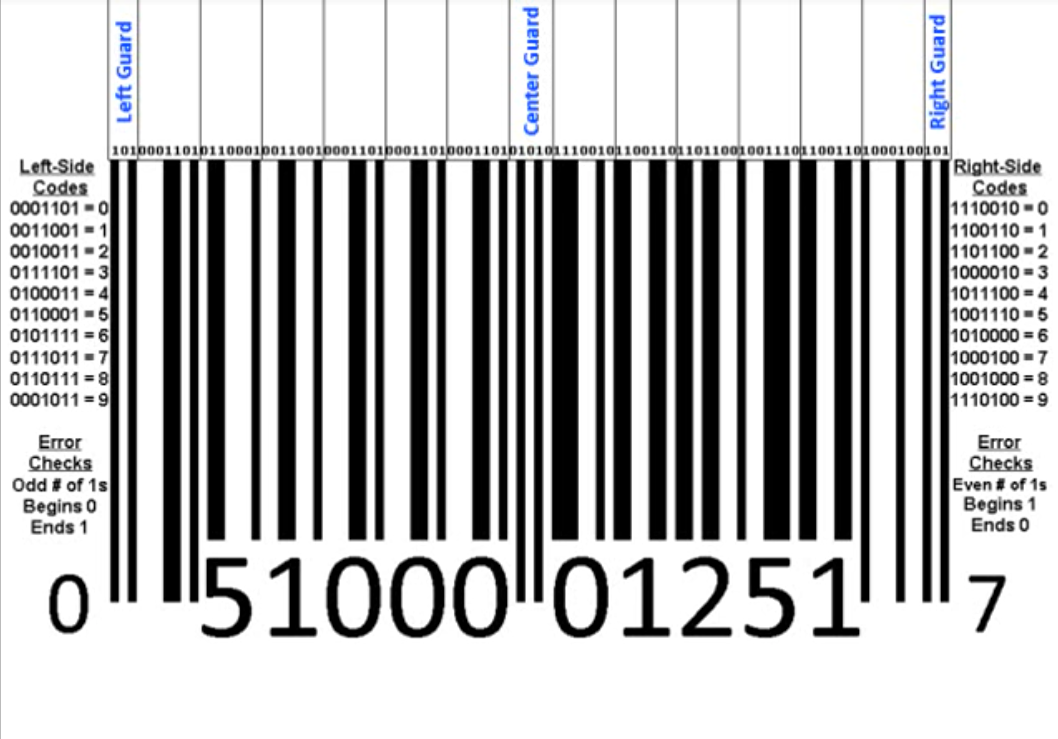 Left Guard
Center Guard
Right Guard
10100011010110001001100100011010001101000110101010111001011001101101100100111011001101000100101
Left-Side
Codes
0001101 = 0
0011001 = 1
0010011 = 2
0111101 = 3
0100011 = 4
0110001 = 5
0101111 = 6
0111011 = 7
0110111 = 8
0001011 = 9
Error
Checks
Odd # of 1s
Begins 0
Ends 1
Right-Side
Codes
1110010 = 0
1100110 = 1
1101100 = 2
1000010 = 3
1011100 = 4
1001110 = 5
1010000 = 6
1000100 = 7
1001000 = 8
1110100 = 9
Error
Checks
Even # of 1s
Begins 1
Ends 0
0 51000 01251 7